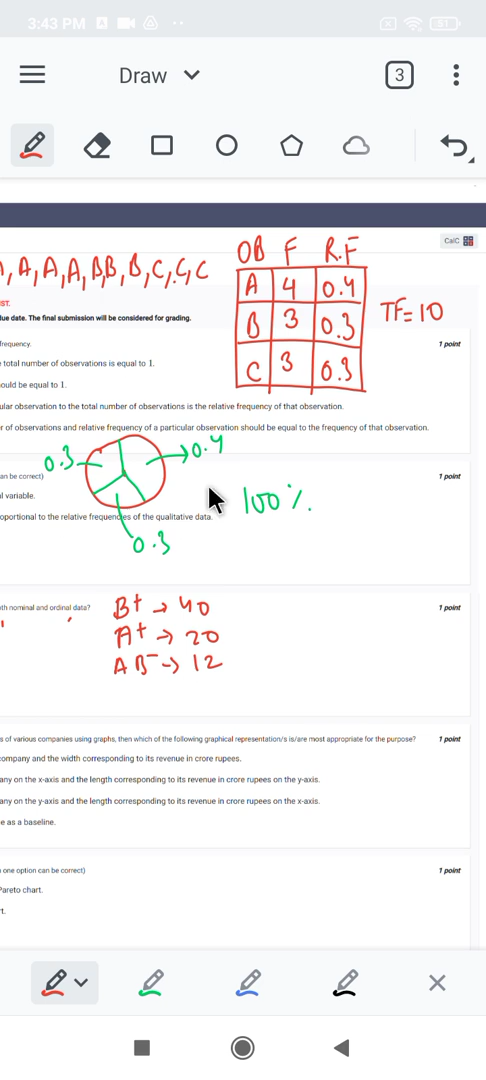 3:43 PM
Draw
3
CalC
A, A, A, B, B, B, C, C, C
OB F R.F
A 4 0.4
B 3 0.3
C 3 0.3
TF=10
ST.
due date. The final submission will be considered for grading.
frequency.
1 point
total number of observations is equal to 1.
ould be equal to 1.
ular observation to the total number of observations is the relative frequency of that observation.
r of observations and relative frequency of a particular observation should be equal to the frequency of that observation.
0.3
0.4
0.3
100%
an be correct)
1 point
l variable.
oportional to the relative frequencies of the qualitative data.
oth nominal and ordinal data?
1 point
B+ → 40
A+ → 20
AB- → 12
s of various companies using graphs, then which of the following graphical representation/s is/are most appropriate for the purpose?
1 point
ompany and the width corresponding to its revenue in crore rupees.
any on the x-axis and the length corresponding to its revenue in crore rupees on the y-axis.
any on the y-axis and the length corresponding to its revenue in crore rupees on the x-axis.
e as a baseline.
one option can be correct)
1 point
Pareto chart.
t.